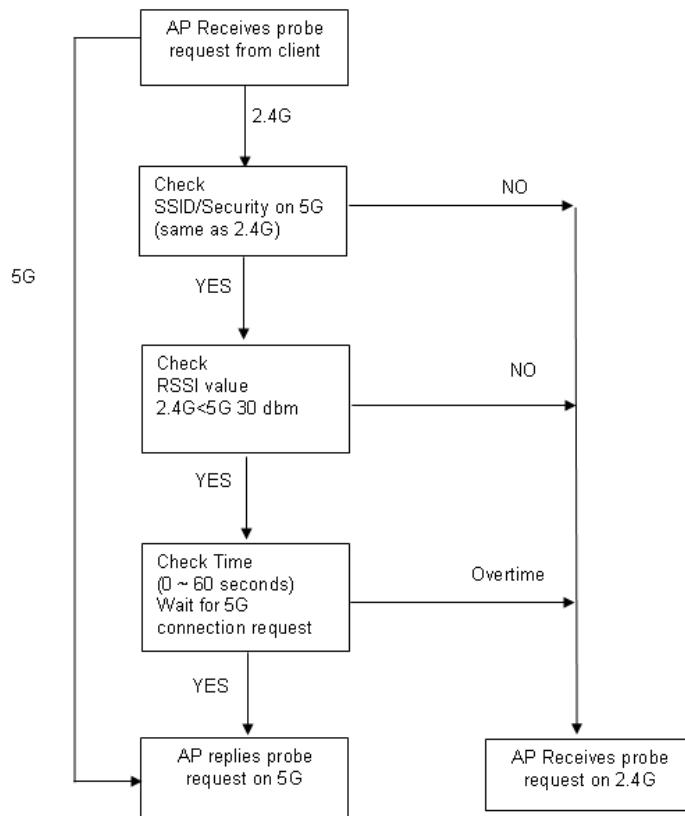 AP Receives probe
request from client
2.4G
Check
SSID/Security on 5G
(same as 2.4G)
NO
5G
YES
Check
RSSI value
2.4G<5G 30 dbm
NO
YES
Check Time
(0 ~ 60 seconds)
Wait for 5G
connection request
Overtime
YES
AP replies probe
request on 5G
AP Receives probe
request on 2.4G